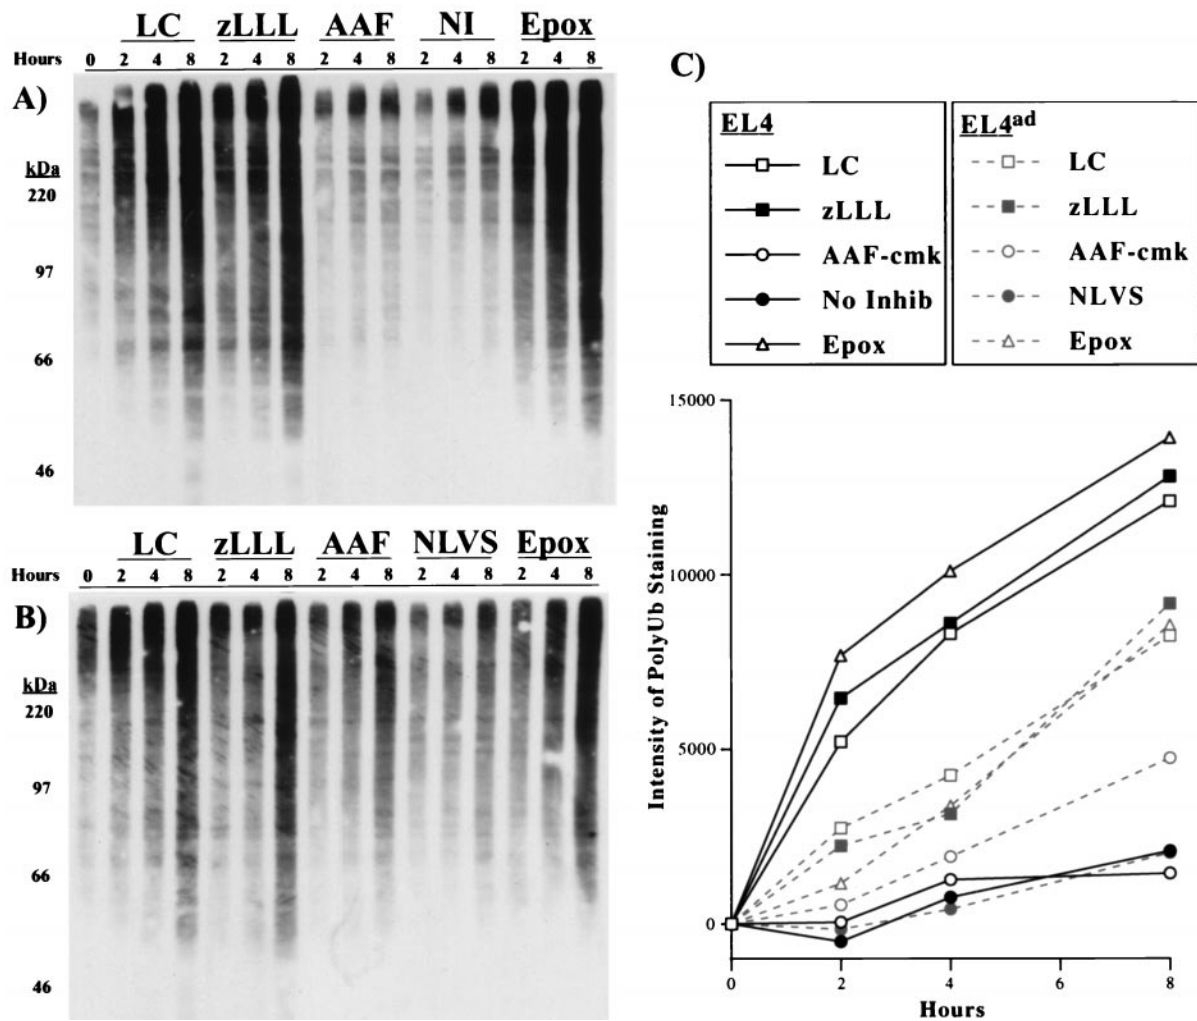 LC zLLL AAF NI Epox
Hours 0 2 4 8 2 4 8 2 4 8 2 4 8 2 4 8
A)
kDa
220
97
66
46
LC zLLL AAF NLVS Epox
Hours 0 2 4 8 2 4 8 2 4 8 2 4 8 2 4 8
B)
kDa
220
97
66
46
C)
EL4
LC
zLLL
AAF-cmk
No Inhib
Epox
EL4ad
LC
zLLL
AAF-cmk
NLVS
Epox
Intensity of PolyUb Staining
15000
10000
5000
0
0 2 4 6 8
Hours